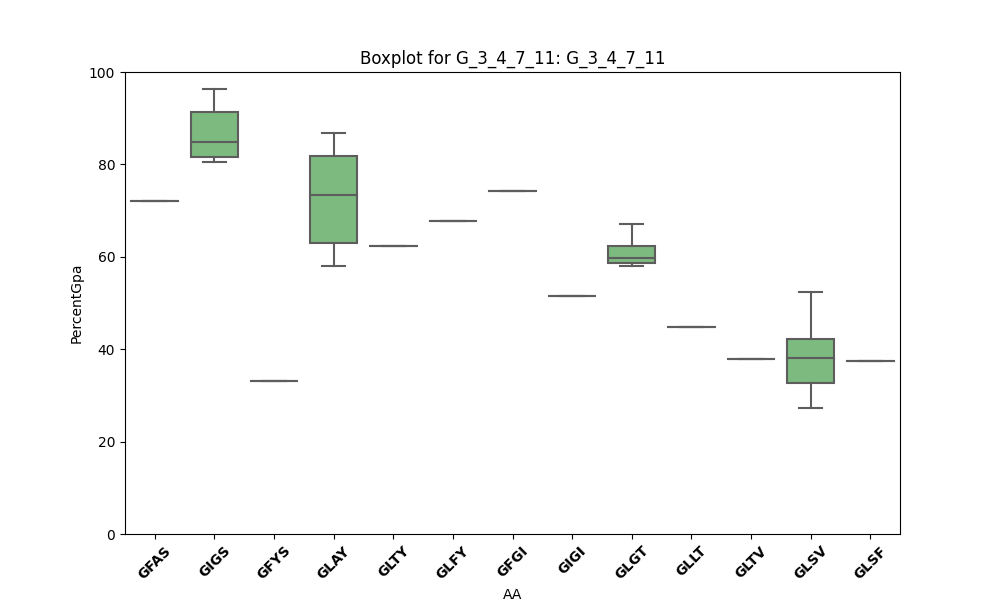 Boxplot for G_3_4_7_11: G_3_4_7_11
100
80
60
40
20
0
PercentGpa
GFAS GIGS GFYS GLAY GLTY GLFY GFGI GIGI GLGT GLLT GLTV GLSV GLSF
AA